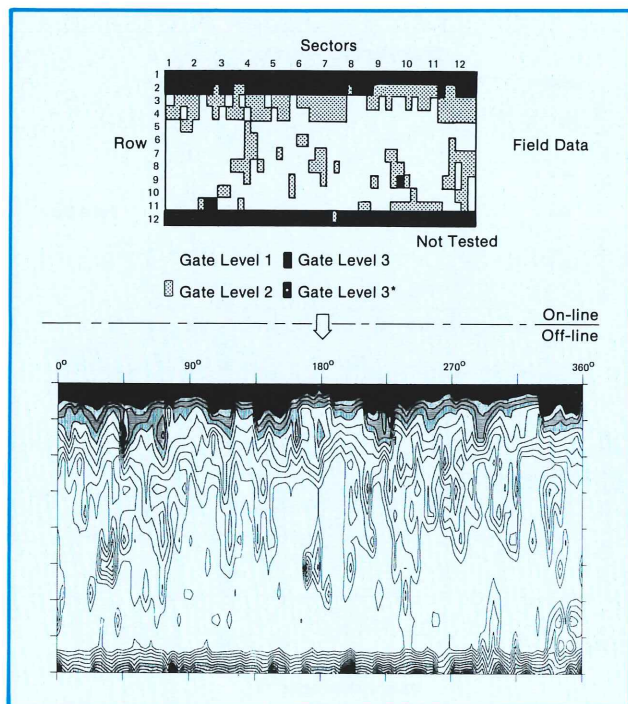 Sectors
1 2 3 4 5 6 7 8 9 10 11 12
1
2
3
4
5
Row 6
7
8
9
10
11
12
Field Data
Not Tested
Gate Level 1 Gate Level 3
Gate Level 2 Gate Level 3*
On-line
Off-line
0° 90° 180° 270° 360°